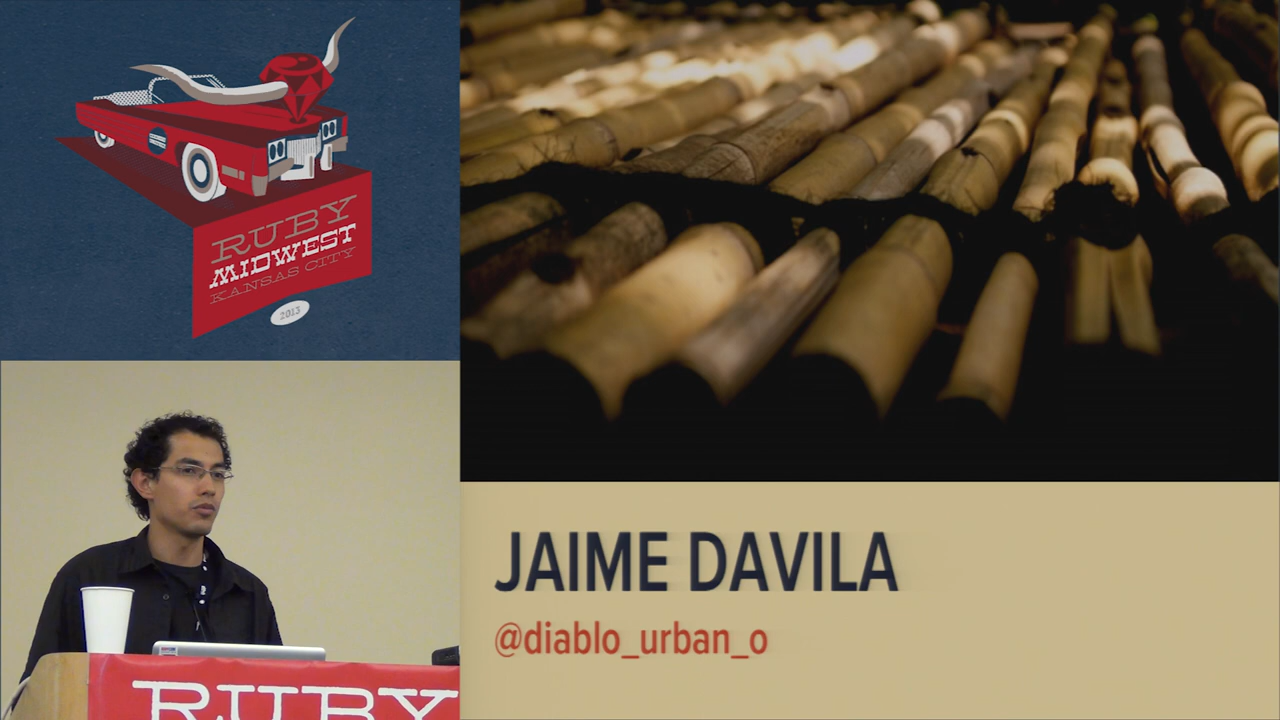 RUBY
MIDWEST
KANSAS CITY
2013
JAIME DAVILA
@diablo_urban_o
RUBY